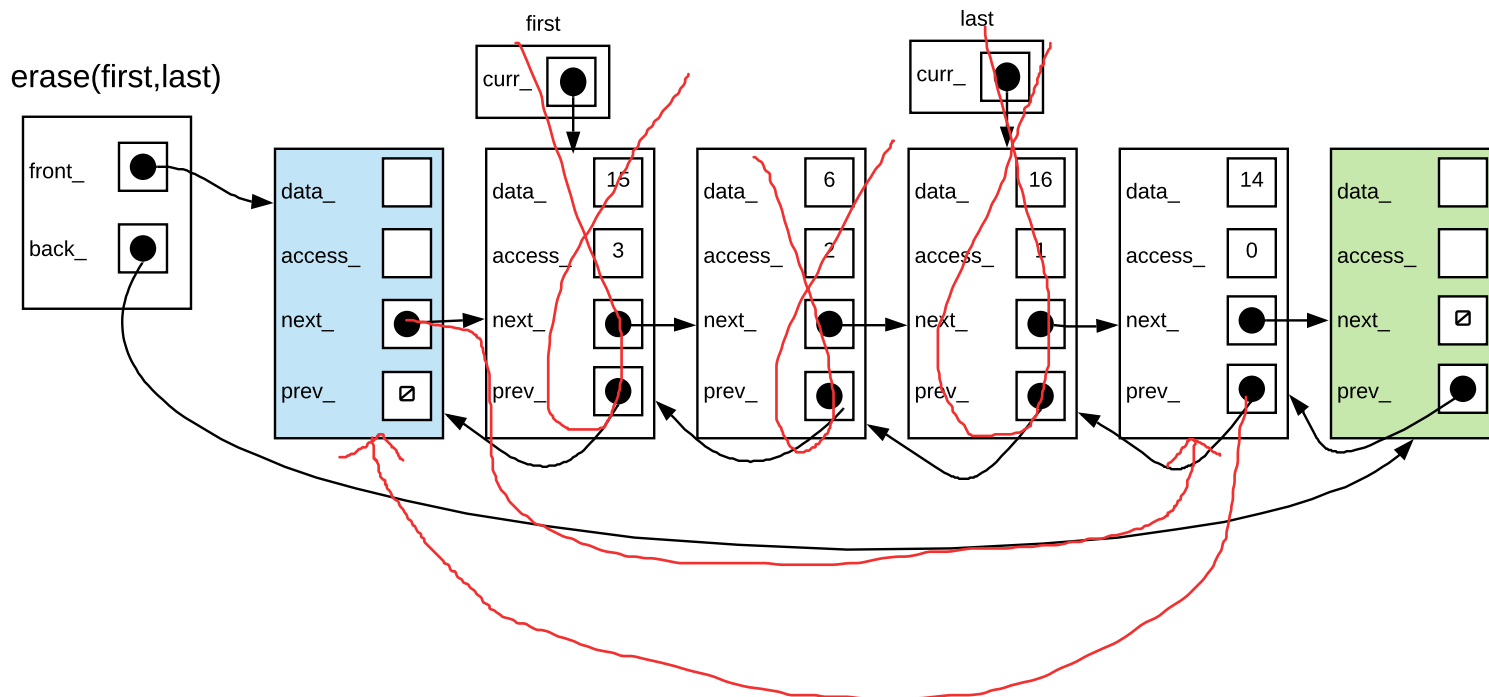 first
last
curr_
curr_
erase(first,last)
front_
back_
data_
access_
next_
prev_
data_ 15
access_ 3
next_
prev_
data_ 6
access_ 2
next_
prev_
data_ 16
access_ 1
next_
prev_
data_ 14
access_ 0
next_
prev_
data_
access_
next_
prev_